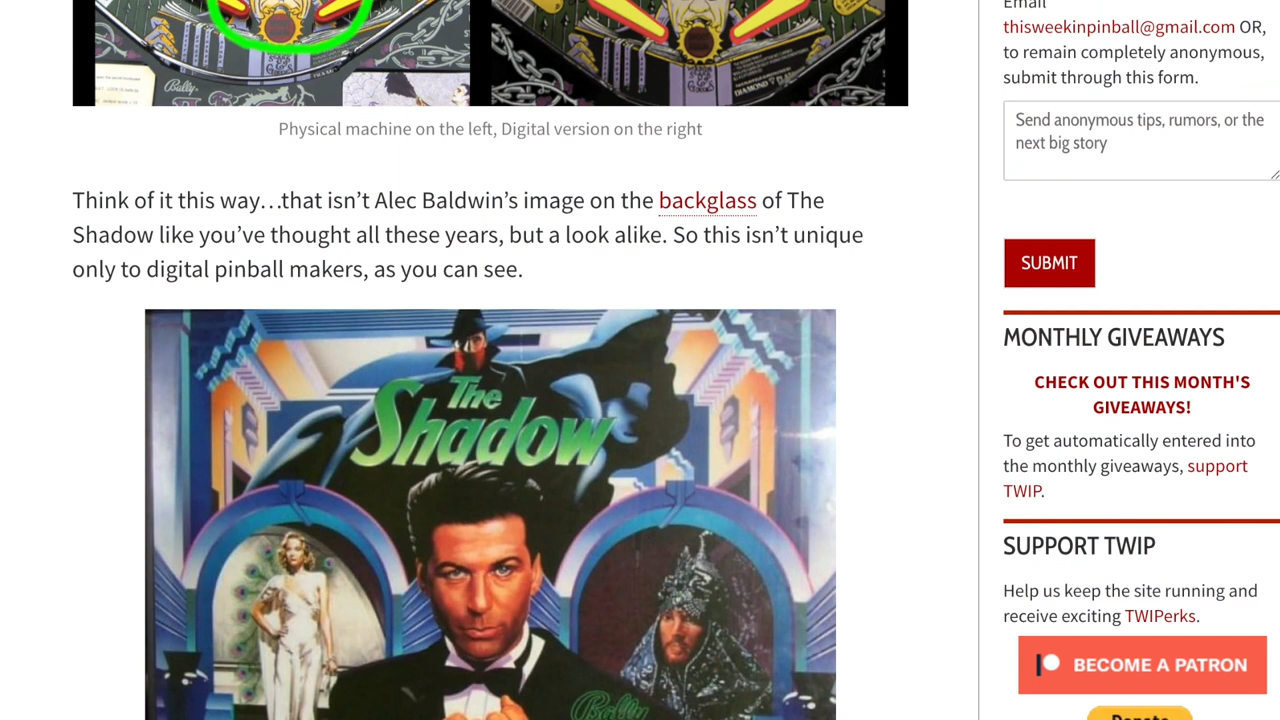 Bally
DIAMOND PLATE
Physical machine on the left, Digital version on the right
Think of it this way…that isn’t Alec Baldwin’s image on the backglass of The
Shadow like you’ve thought all these years, but a look alike. So this isn’t unique
only to digital pinball makers, as you can see.
The
Shadow
Bally
Email
thisweekinpinball@gmail.com OR,
to remain completely anonymous,
submit through this form.
Send anonymous tips, rumors, or the
next big story
SUBMIT
MONTHLY GIVEAWAYS
CHECK OUT THIS MONTH'S
GIVEAWAYS!
To get automatically entered into
the monthly giveaways, support
TWIP.
SUPPORT TWIP
Help us keep the site running and
receive exciting TWIPerks.
BECOME A PATRON
Donate